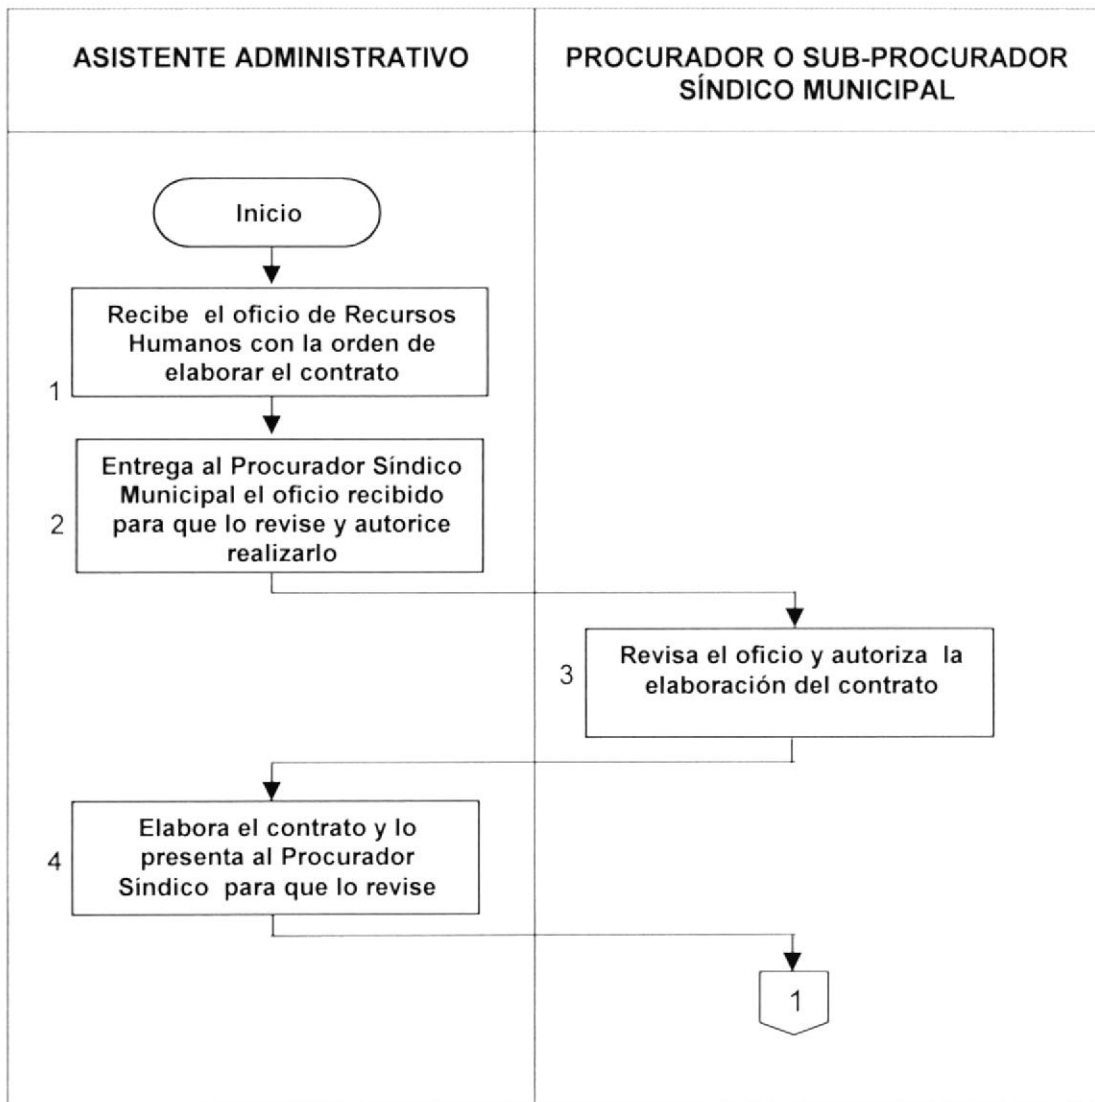 ASISTENTE ADMINISTRATIVO
PROCURADOR O SUB-PROCURADOR
SÍNDICO MUNICIPAL
Inicio
Recibe el oficio de Recursos
Humanos con la orden de
elaborar el contrato
1
Entrega al Procurador Síndico
Municipal el oficio recibido
para que lo revise y autorice
realizarlo
2
Revisa el oficio y autoriza la
elaboración del contrato
3
Elabora el contrato y lo
presenta al Procurador
Síndico para que lo revise
4
1